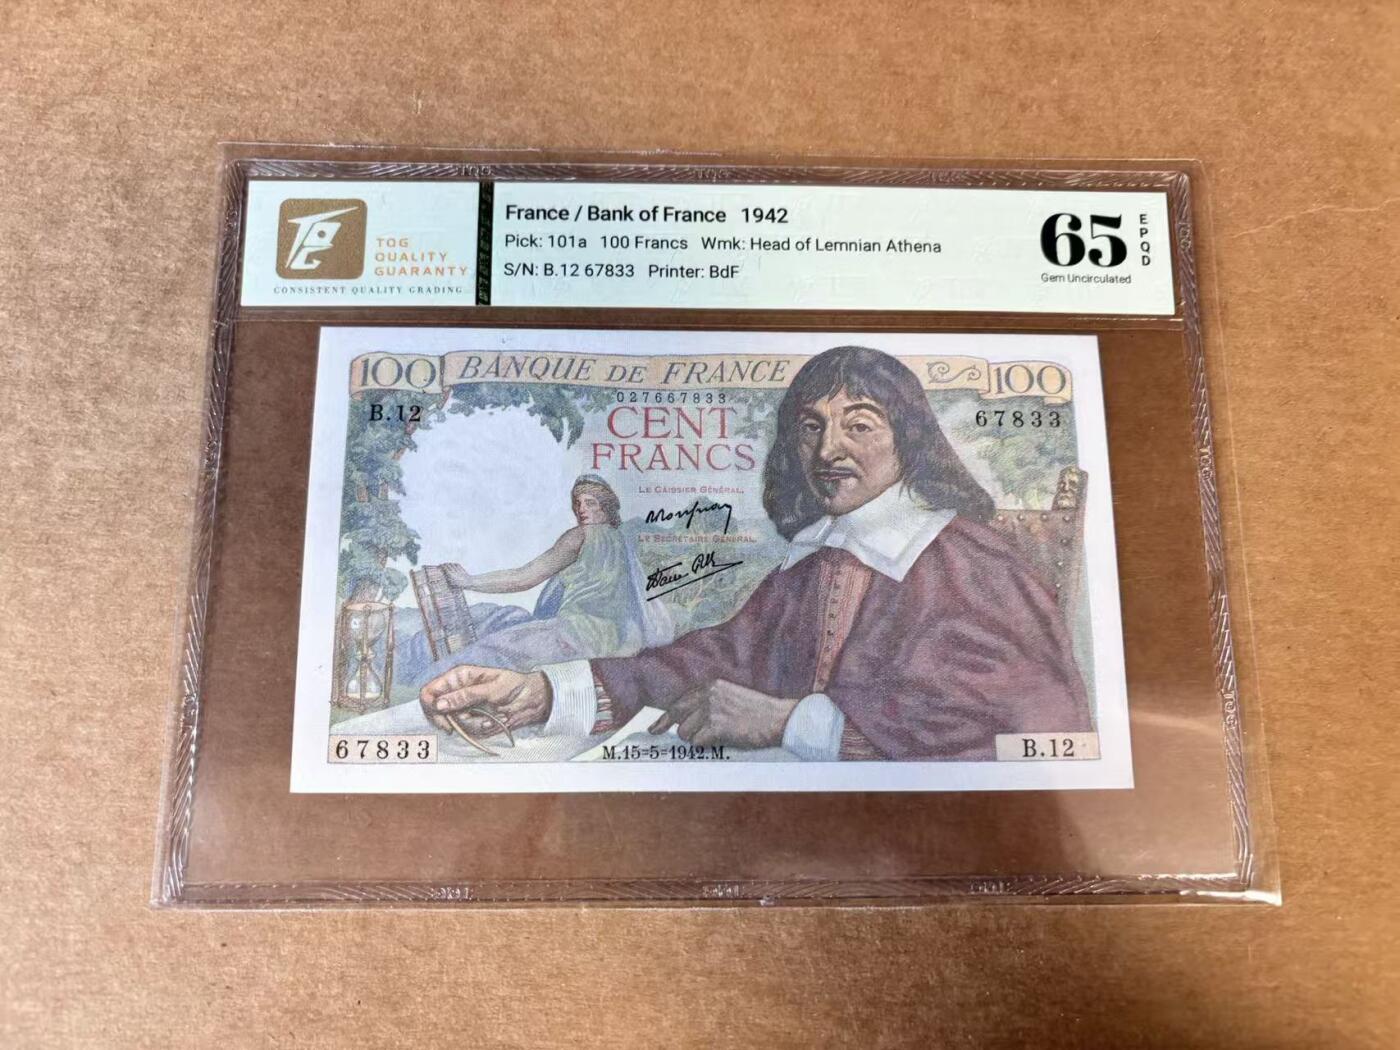 TQG
QUALITY
GUARANTY
CONSISTENT QUALITY GRADING
France / Bank of France 1942
Pick: 101a 100 Francs Wmk: Head of Lemnian Athena
S/N: B.12 67833 Printer: BdF
65
EPQD
Gem Uncirculated
100 BANQUE DE FRANCE 100
027667833
B.12 67833
CENT
FRANCS
LE CAISSIER GÉNÉRAL,
LE SECRÉTAIRE GÉNÉRAL,
67833 M.15=5=1942.M. B.12